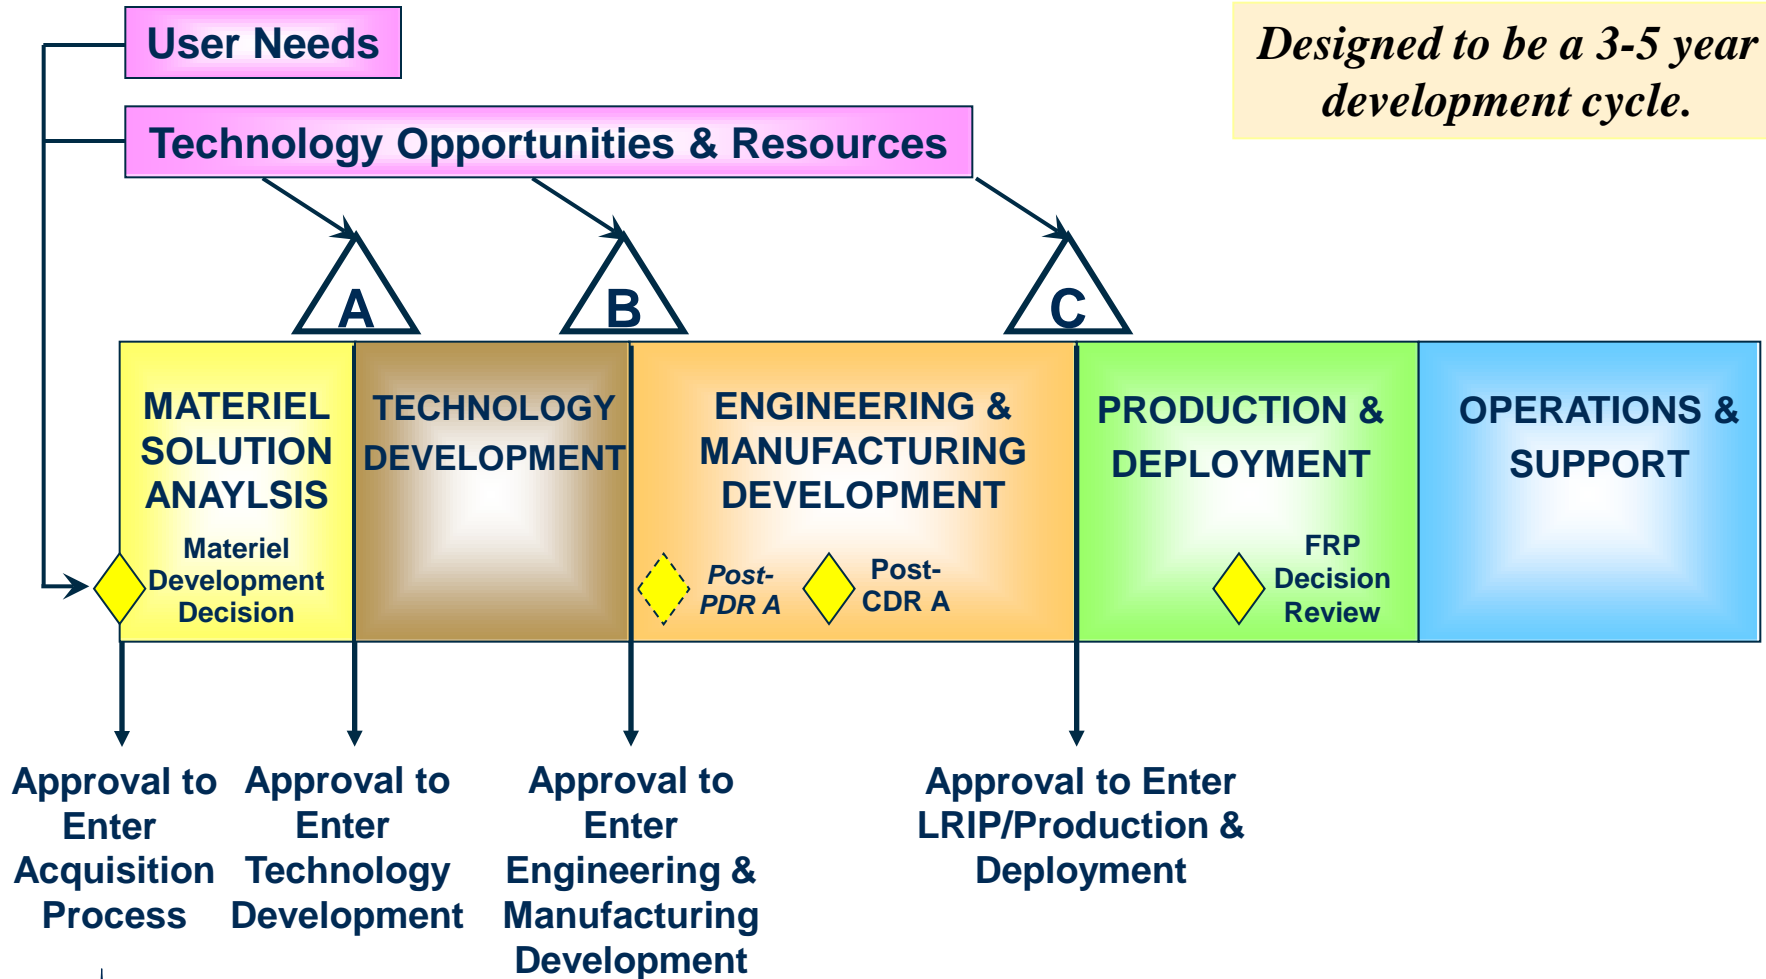 User Needs
Designed to be a 3-5 year
development cycle.
Technology Opportunities & Resources
A
B
C
MATERIEL
SOLUTION
ANAYLSIS
TECHNOLOGY
DEVELOPMENT
ENGINEERING &
MANUFACTURING
DEVELOPMENT
PRODUCTION &
DEPLOYMENT
OPERATIONS &
SUPPORT
Materiel
Development
Decision
Post-
PDR A
Post-
CDR A
FRP
Decision
Review
Approval to
Enter
Acquisition
Process
Approval to
Enter
Technology
Development
Approval to
Enter
Engineering &
Manufacturing
Development
Approval to Enter
LRIP/Production &
Deployment